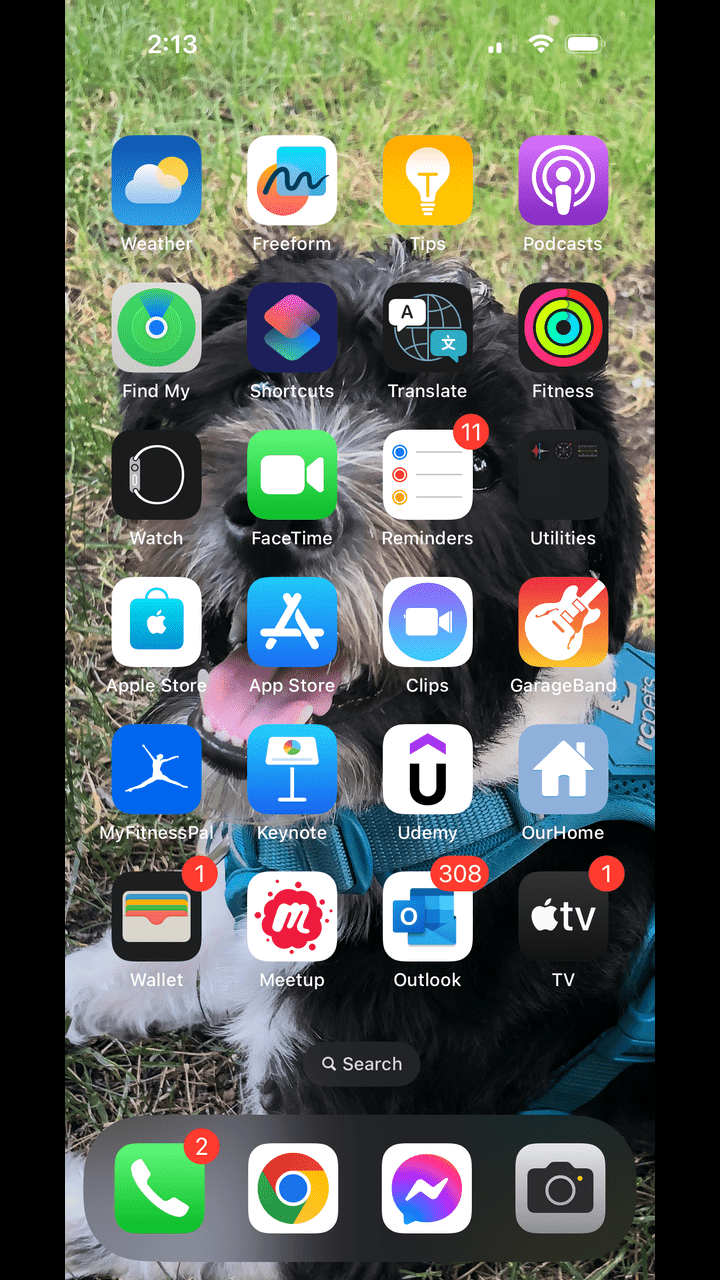 2:13
Weather Freeform Tips Podcasts
A
文
Find My Shortcuts Translate Fitness
11
Watch FaceTime Reminders Utilities
Apple Store App Store Clips GarageBand
rcpets
MyFitnessPal Keynote Udemy OurHome
1 308 1
O tv
Wallet Meetup Outlook TV
Search
2